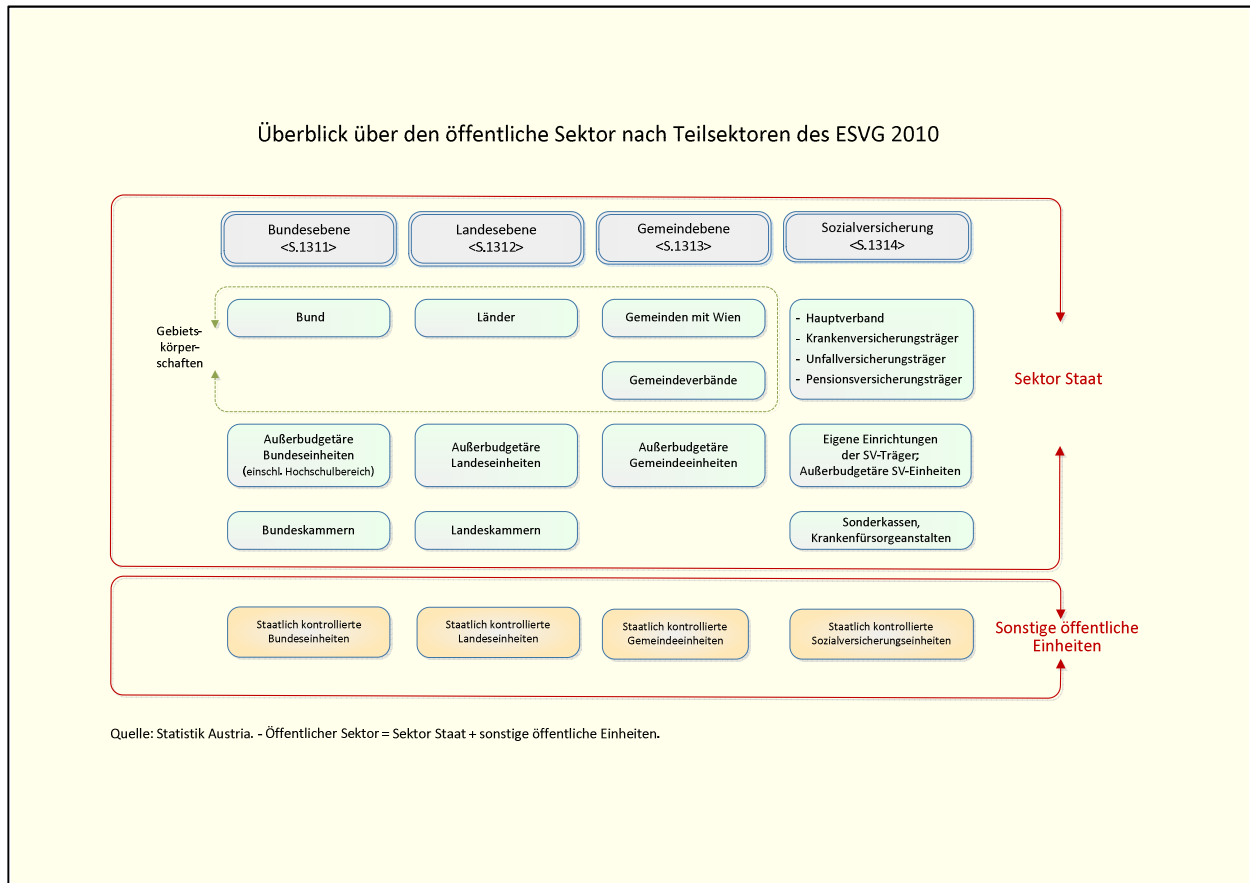 Überblick über den öffentliche Sektor nach Teilsektoren des ESVG 2010
Bundesebene
<S.1311>
Landesebene
<S.1312>
Gemeindebene
<S.1313>
Sozialversicherung
<S.1314>
Gebiets-
körper-
schaften
Bund
Länder
Gemeinden mit Wien
Gemeindeverbände
- Hauptverband
- Krankenversicherungsträger
- Unfallversicherungsträger
- Pensionsversicherungsträger
Sektor Staat
Außerbudgetäre
Bundeseinheiten
(einschl. Hochschulbereich)
Außerbudgetäre
Landeseinheiten
Außerbudgetäre
Gemeindeeinheiten
Eigene Einrichtungen
der SV-Träger;
Außerbudgetäre SV-Einheiten
Bundeskammern
Landeskammern
Sonderkassen,
Krankenfürsorgeanstalten
Staatlich kontrollierte
Bundeseinheiten
Staatlich kontrollierte
Landeseinheiten
Staatlich kontrollierte
Gemeindeeinheiten
Staatlich kontrollierte
Sozialversicherungseinheiten
Sonstige öffentliche
Einheiten
Quelle: Statistik Austria. - Öffentlicher Sektor = Sektor Staat + sonstige öffentliche Einheiten.